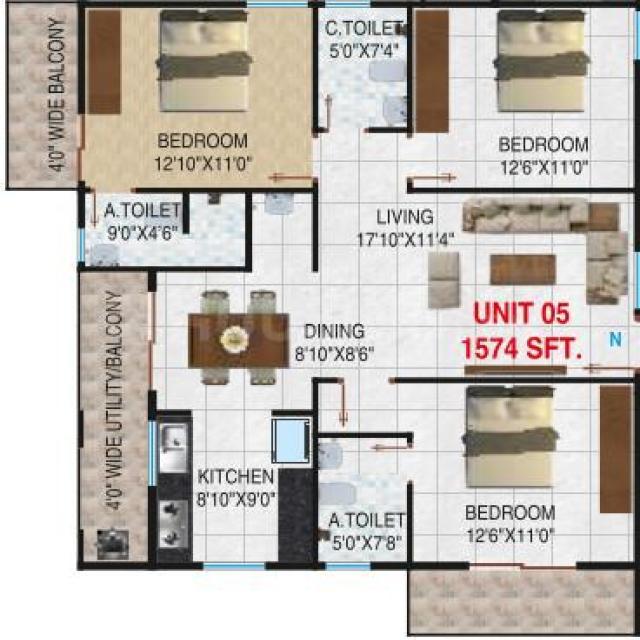 4'0" WIDE BALCONY
C.TOILET
5'0"X7'4"
BEDROOM
12'10"X11'0"
BEDROOM
12'6"X11'0"
A.TOILET
9'0"X4'6"
LIVING
17'10"X11'4"
UNIT 05
1574 SFT.
N
DINING
8'10"X8'6"
4'0" WIDE UTILITY/BALCONY
KITCHEN
8'10"X9'0"
A.TOILET
5'0"X7'8"
BEDROOM
12'6"X11'0"